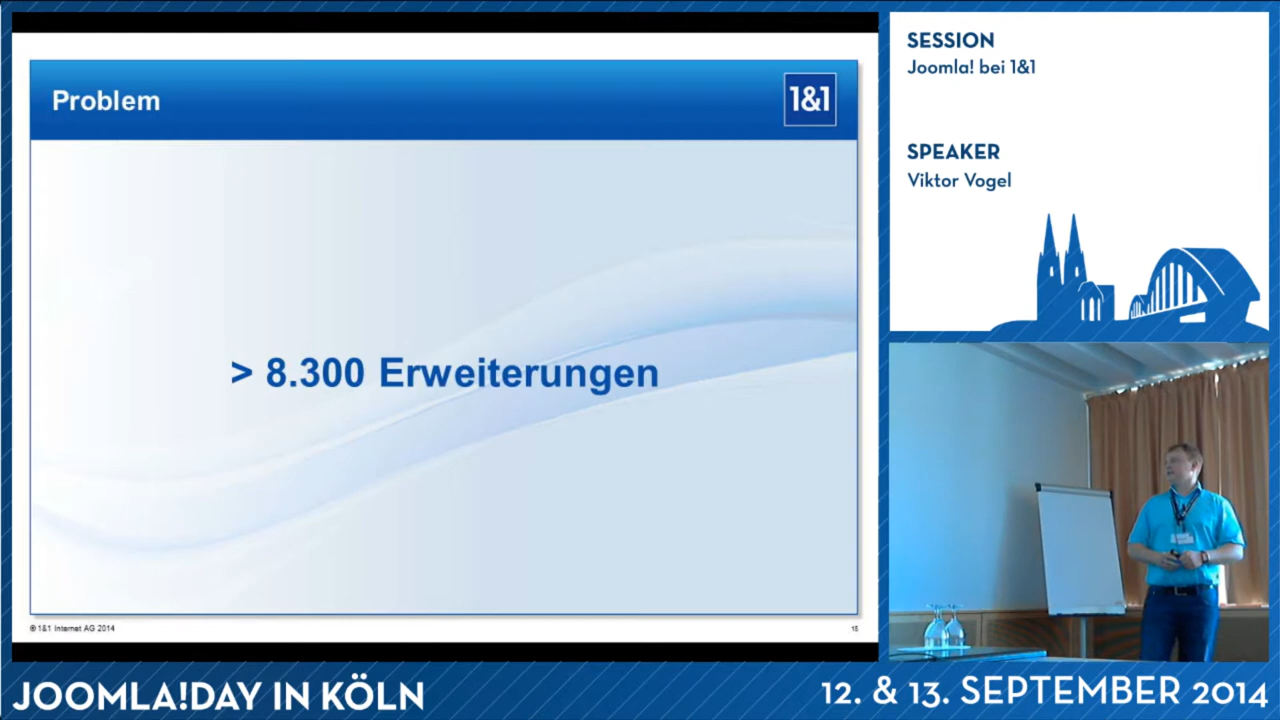 Problem
1&1
> 8.300 Erweiterungen
© 1&1 Internet AG 2014
15
SESSION
Joomla! bei 1&1
SPEAKER
Viktor Vogel
JOOMLA!DAY IN KÖLN
12. & 13. SEPTEMBER 2014